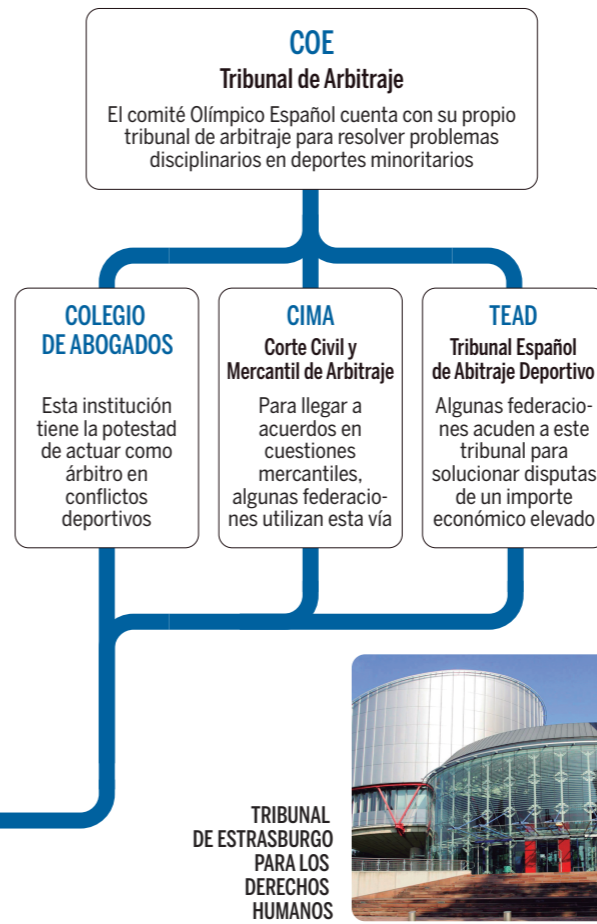 COE
Tribunal de Arbitraje
El comité Olímpico Español cuenta con su propio
tribunal de arbitraje para resolver problemas
disciplinarios en deportes minoritarios
COLEGIO
DE ABOGADOS
Esta institución
tiene la potestad
de actuar como
árbitro en
conflictos
deportivos
CIMA
Corte Civil y
Mercantil de Arbitraje
Para llegar a
acuerdos en
cuestiones
mercantiles,
algunas federacio-
nes utilizan esta vía
TEAD
Tribunal Español
de Abitraje Deportivo
Algunas federacio-
nes acuden a este
tribunal para
solucionar disputas
de un importe
económico elevado
TRIBUNAL
DE ESTRASBURGO
PARA LOS
DERECHOS
HUMANOS